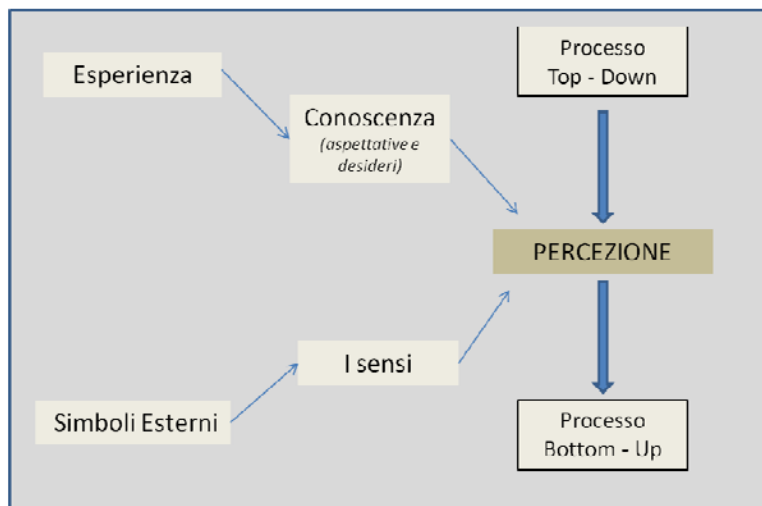 Esperienza
Conoscenza
(aspettative e
desideri)
Processo
Top - Down
PERCEZIONE
I sensi
Simboli Esterni
Processo
Bottom - Up